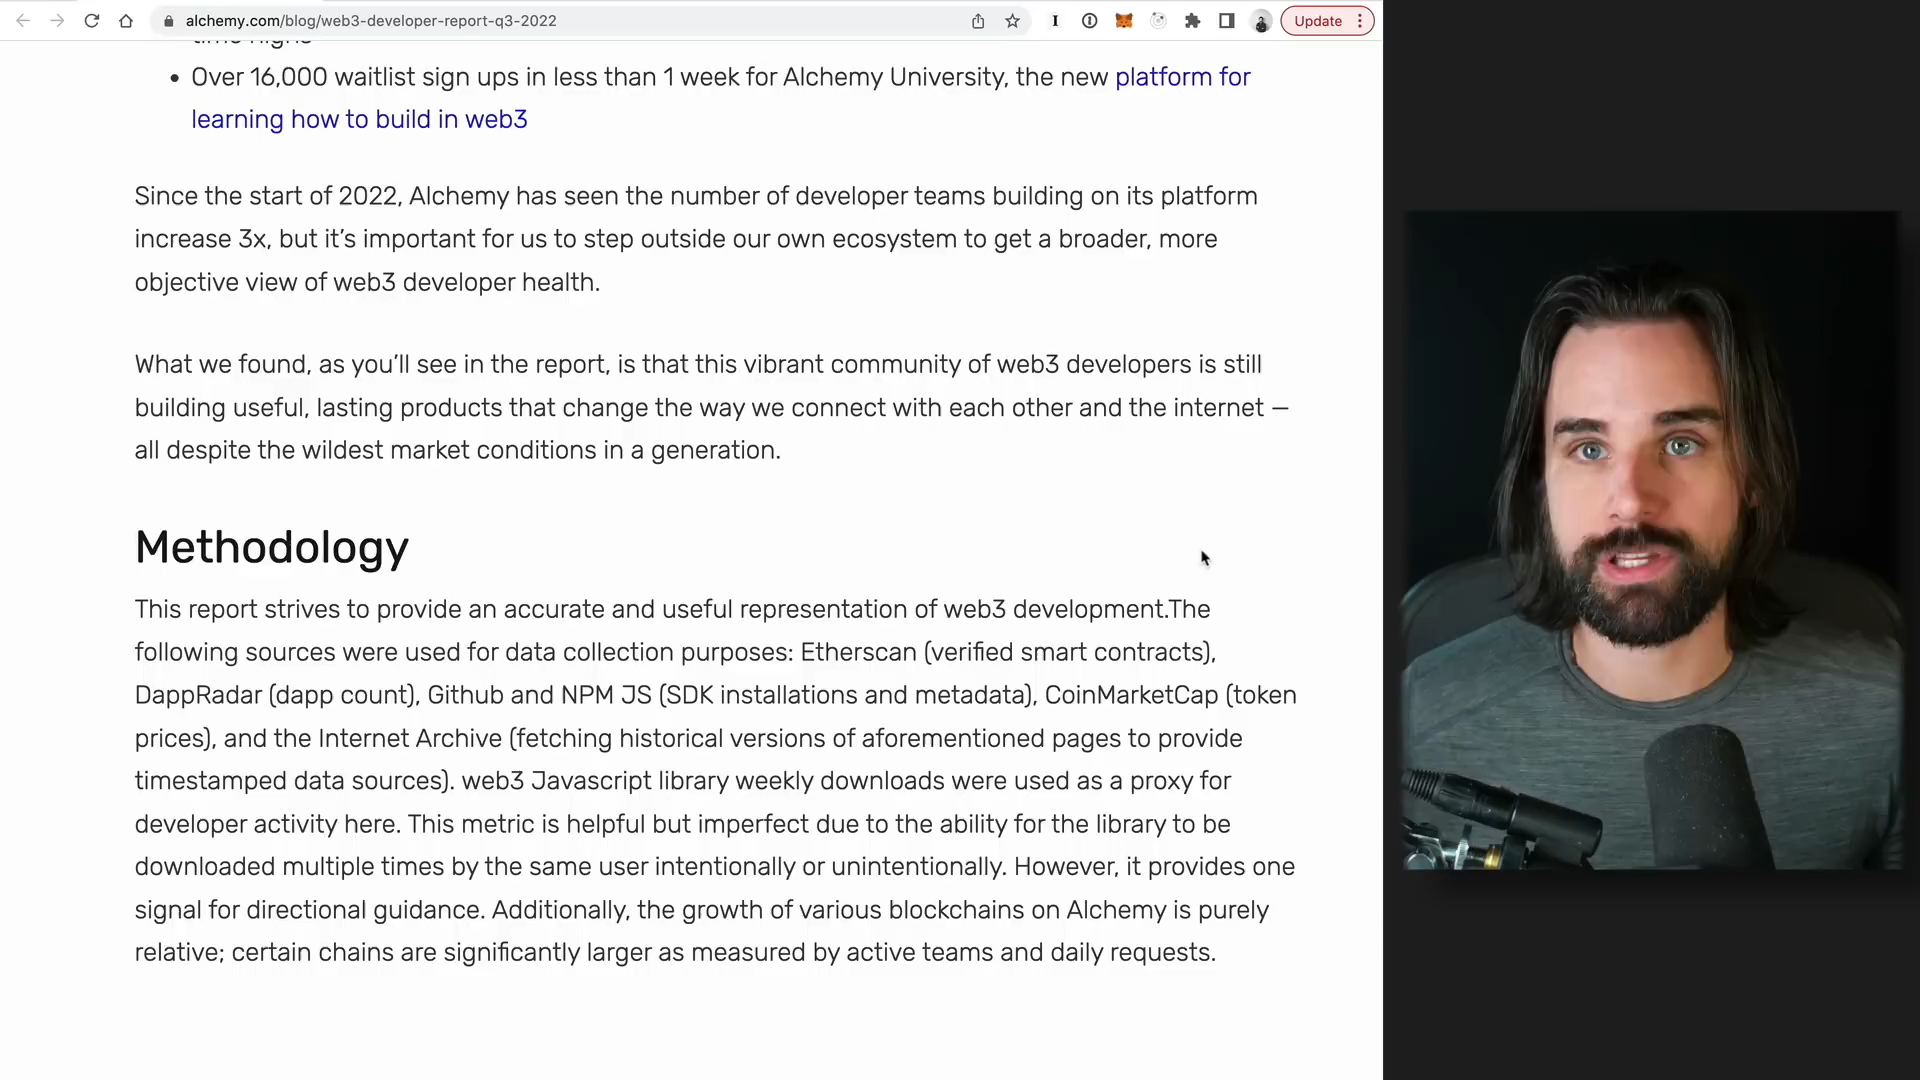 alchemy.com/blog/web3-developer-report-q3-2022
Update
time highs
Over 16,000 waitlist sign ups in less than 1 week for Alchemy University, the new platform for
learning how to build in web3
Since the start of 2022, Alchemy has seen the number of developer teams building on its platform
increase 3x, but it’s important for us to step outside our own ecosystem to get a broader, more
objective view of web3 developer health.
What we found, as you’ll see in the report, is that this vibrant community of web3 developers is still
building useful, lasting products that change the way we connect with each other and the internet —
all despite the wildest market conditions in a generation.
Methodology
This report strives to provide an accurate and useful representation of web3 development.The
following sources were used for data collection purposes: Etherscan (verified smart contracts),
DappRadar (dapp count), Github and NPM JS (SDK installations and metadata), CoinMarketCap (token
prices), and the Internet Archive (fetching historical versions of aforementioned pages to provide
timestamped data sources). web3 Javascript library weekly downloads were used as a proxy for
developer activity here. This metric is helpful but imperfect due to the ability for the library to be
downloaded multiple times by the same user intentionally or unintentionally. However, it provides one
signal for directional guidance. Additionally, the growth of various blockchains on Alchemy is purely
relative; certain chains are significantly larger as measured by active teams and daily requests.